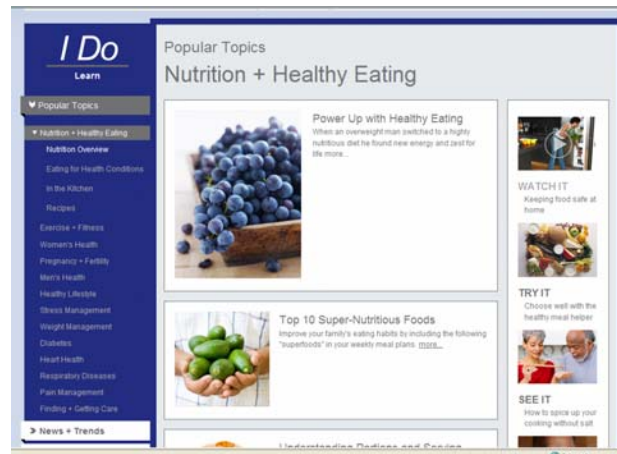 I Do
Learn
Popular Topics
Nutrition + Healthy Eating
Nutrition Overview
Eating for Health Conditions
In the Kitchen
Recipes
Exercise + Fitness
Women's Health
Pregnancy + Fertility
Men's Health
Healthy Lifestyle
Stress Management
Weight Management
Diabetes
Heart Health
Respiratory Diseases
Pain Management
Finding + Getting Care
News + Trends
Popular Topics
Nutrition + Healthy Eating
Power Up with Healthy Eating
When an overweight man switched to a highly
nutritious diet he found new energy and zest for
life more...
Top 10 Super-Nutritious Foods
Improve your family's eating habits by including the following
"superfoods" in your weekly meal plans. more...
Understanding Portions and Serving
WATCH IT
Keeping food safe at
home
TRY IT
Choose well with the
healthy meal helper
SEE IT
How to spice up your
cooking without salt